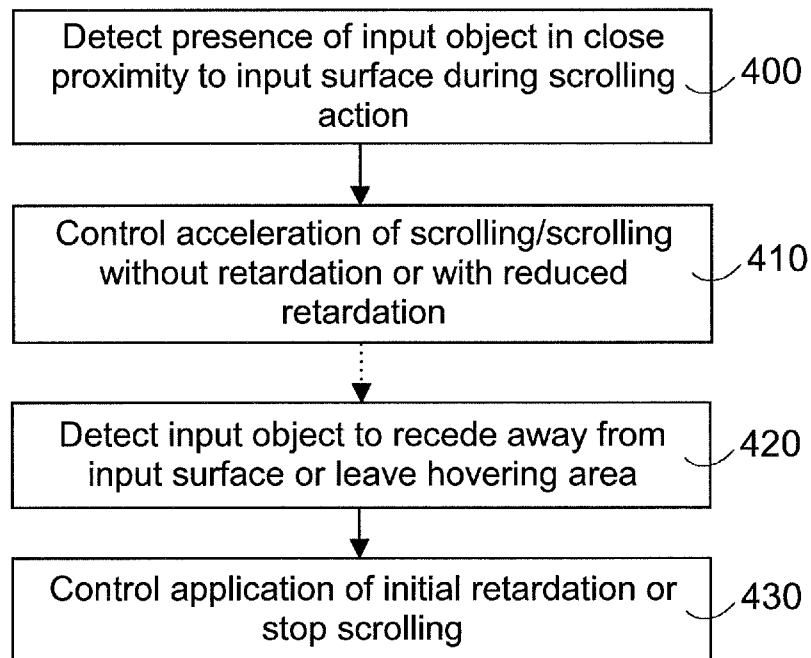 Detect presence of input object in close
proximity to input surface during scrolling
action
400
Control acceleration of scrolling/scrolling
without retardation or with reduced
retardation
410
Detect input object to recede away from
input surface or leave hovering area
420
Control application of initial retardation or
stop scrolling
430